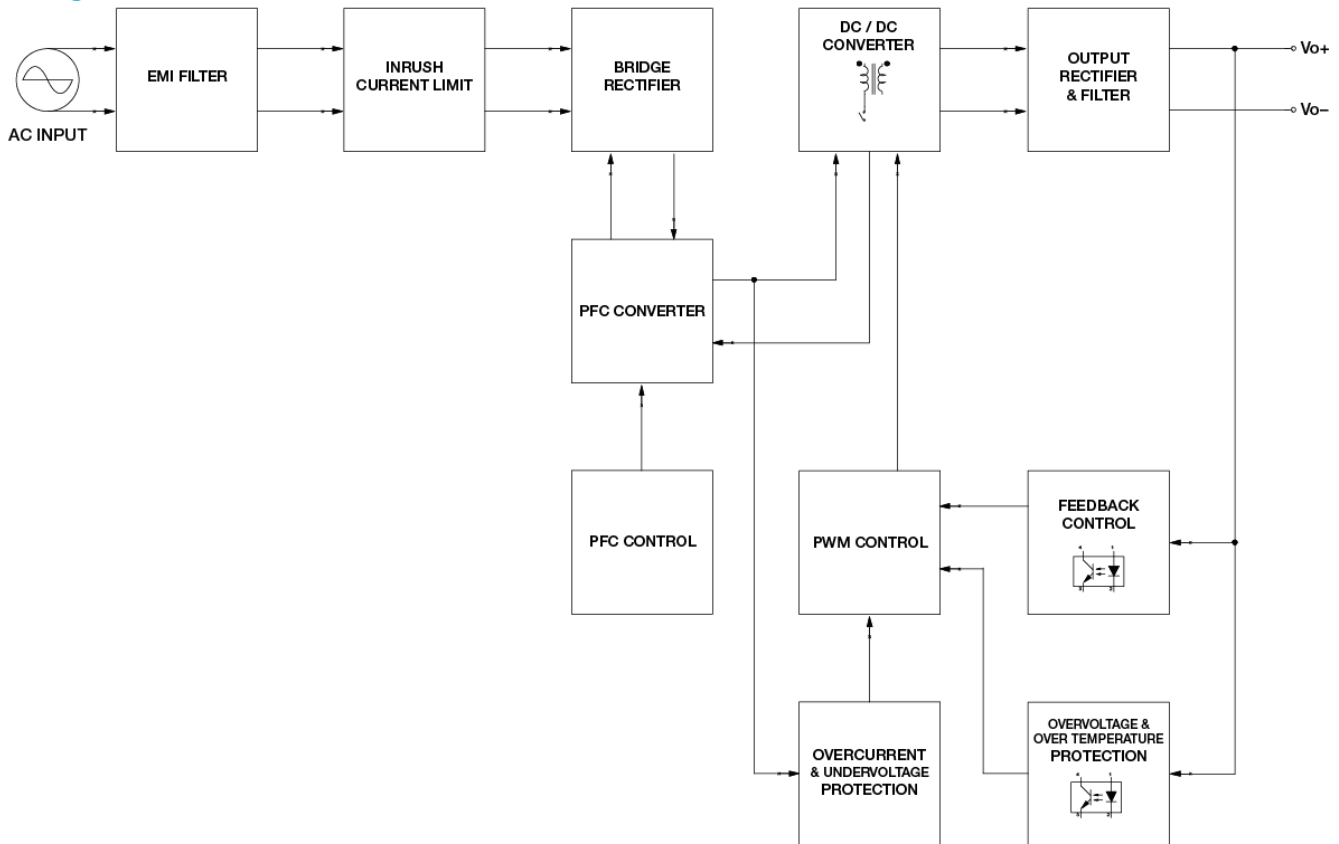 EMI FILTER
INRUSH
CURRENT LIMIT
BRIDGE
RECTIFIER
DC / DC
CONVERTER
OUTPUT
RECTIFIER
& FILTER
Vo+
Vo–
AC INPUT
PFC CONVERTER
PFC CONTROL
PWM CONTROL
FEEDBACK
CONTROL
OVERCURRENT
& UNDERVOLTAGE
PROTECTION
OVERVOLTAGE &
OVER TEMPERATURE
PROTECTION